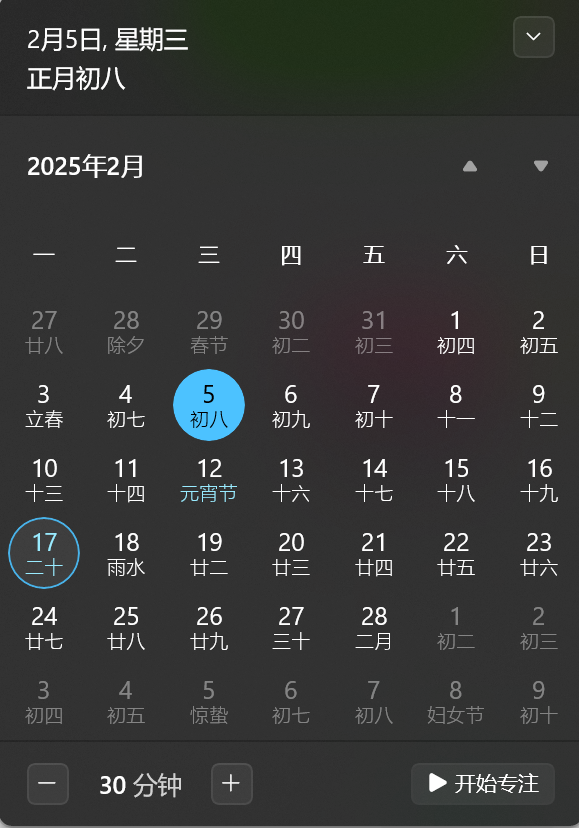 2月5日, 星期三
正月初八
2025年2月
一 二 三 四 五 六 日
27 28 29 30 31 1 2
廿八 除夕 春节 初二 初三 初四 初五
3 4 5 6 7 8 9
立春 初七 初八 初九 初十 十一 十二
10 11 12 13 14 15 16
十三 十四 元宵节 十六 十七 十八 十九
17 18 19 20 21 22 23
二十 雨水 廿二 廿三 廿四 廿五 廿六
24 25 26 27 28 1 2
廿七 廿八 廿九 三十 二月 初二 初三
3 4 5 6 7 8 9
初四 初五 惊蛰 初七 初八 妇女节 初十
30 分钟 开始专注